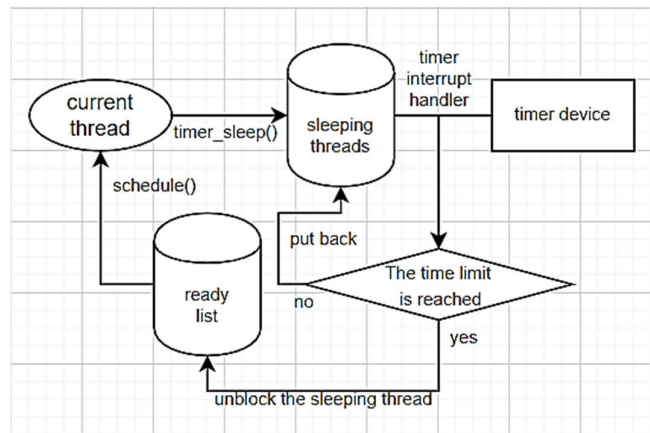 current
thread
timer_sleep()
sleeping
threads
timer
interrupt
handler
timer device
schedule()
put back
The time limit
is reached
no
yes
ready
list
unblock the sleeping thread